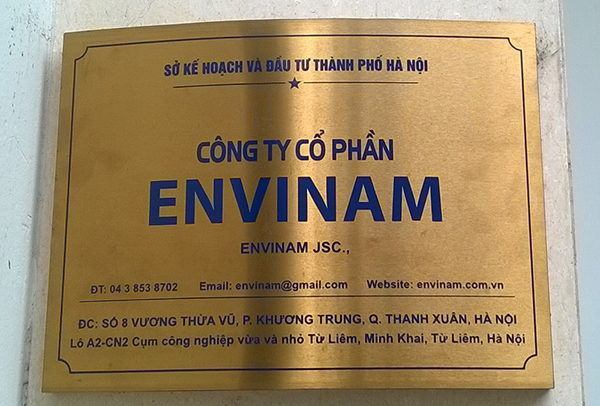 SỞ KẾ HOẠCH VÀ ĐẦU TƯ THÀNH PHỐ HÀ NỘI
CÔNG TY CỔ PHẦN
ENVINAM
ENVINAM JSC.,
ĐT: 04 3 853 8702 Email: envinam@gmail.com Website: envinam.com.vn
ĐC: SỐ 8 VƯƠNG THỪA VŨ, P. KHƯƠNG TRUNG, Q. THANH XUÂN, HÀ NỘI
Lô A2-CN2 Cụm công nghiệp vừa và nhỏ Từ Liêm, Minh Khai, Từ Liêm, Hà Nội